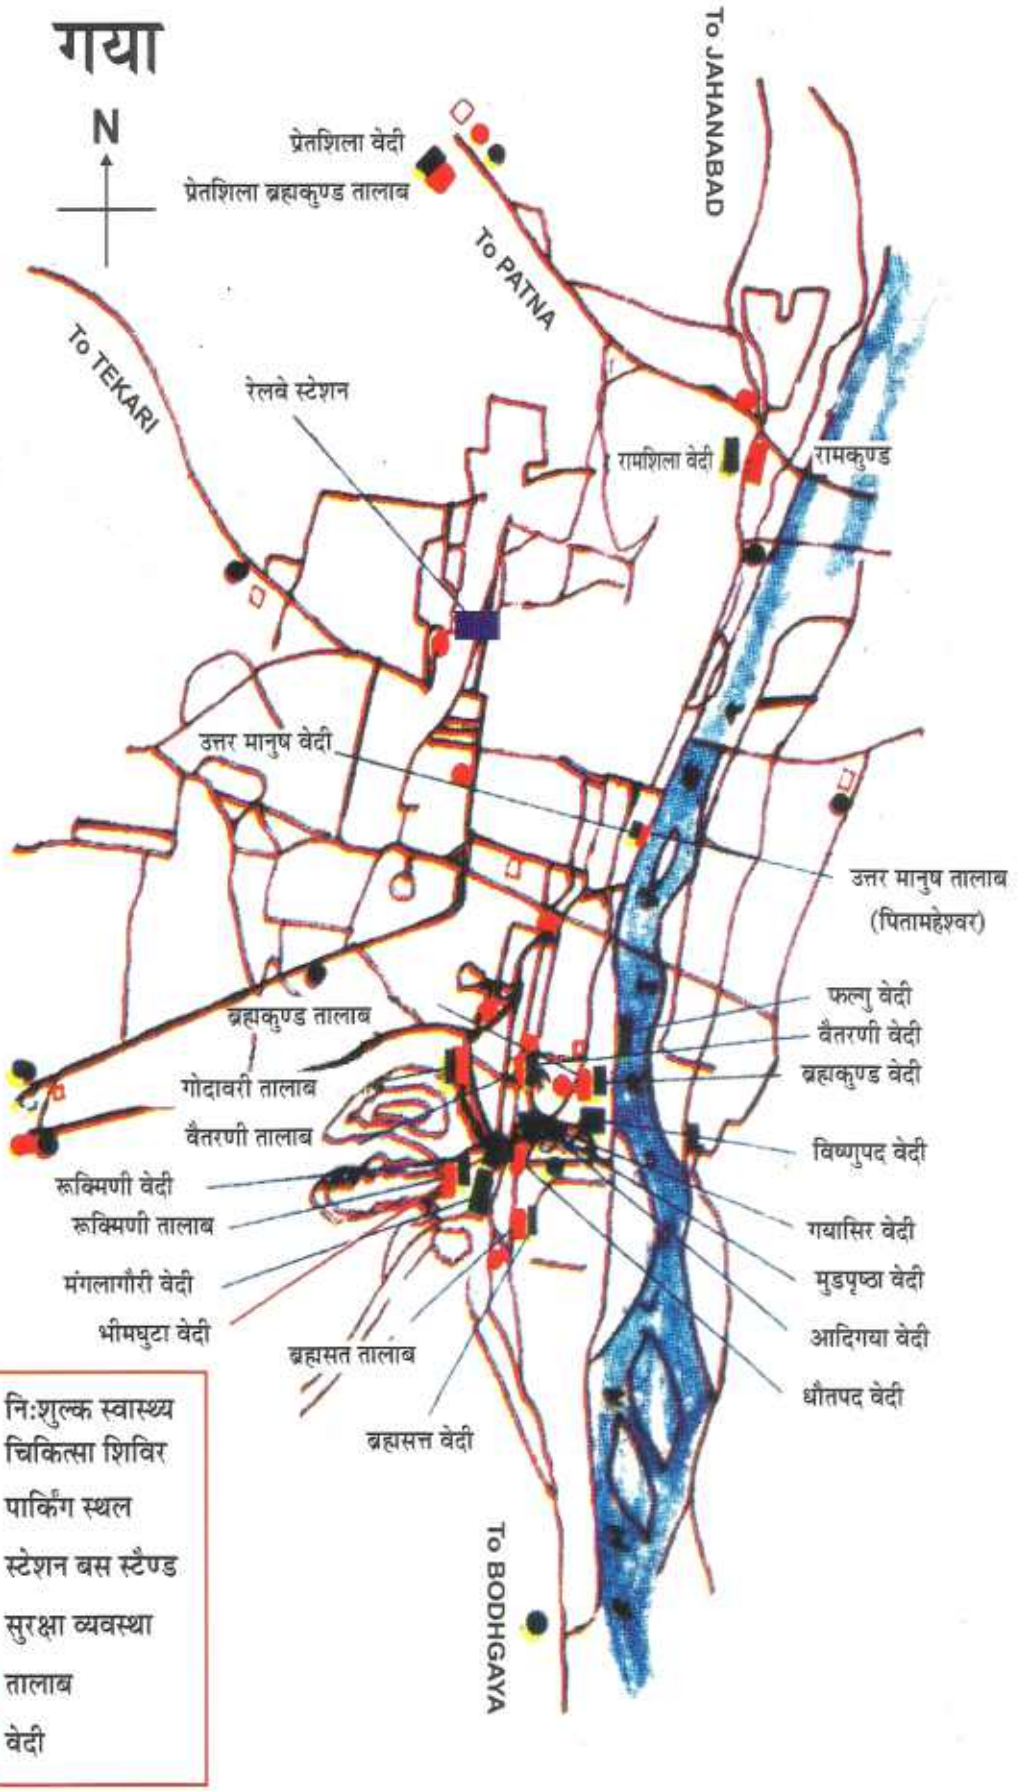 गया
N
To JAHANABAD
प्रेतशिला वेदी
प्रेतशिला ब्रह्मकुण्ड तालाब
To PATNA
To TEKARI
रेलवे स्टेशन
रामशिला वेदी
रामकुण्ड
उत्तर मानुष वेदी
उत्तर मानुष तालाब
(पितामहेश्वर)
फल्गु वेदी
ब्रह्मकुण्ड तालाब
वैतरणी वेदी
ब्रह्मकुण्ड वेदी
गोदावरी तालाब
वैतरणी तालाब
विष्णुपद वेदी
रूक्मिणी वेदी
रूक्मिणी तालाब
गयासिर वेदी
मंगलागौरी वेदी
मुडपृष्ठा वेदी
भीमघुटा वेदी
आदिगया वेदी
ब्रह्मसत तालाब
धौतपद वेदी
ब्रह्मसत्त वेदी
नि:शुल्क स्वास्थ्य
चिकित्सा शिविर
पार्किंग स्थल
स्टेशन बस स्टैण्ड
सुरक्षा व्यवस्था
तालाब
वेदी
To BODHGAYA